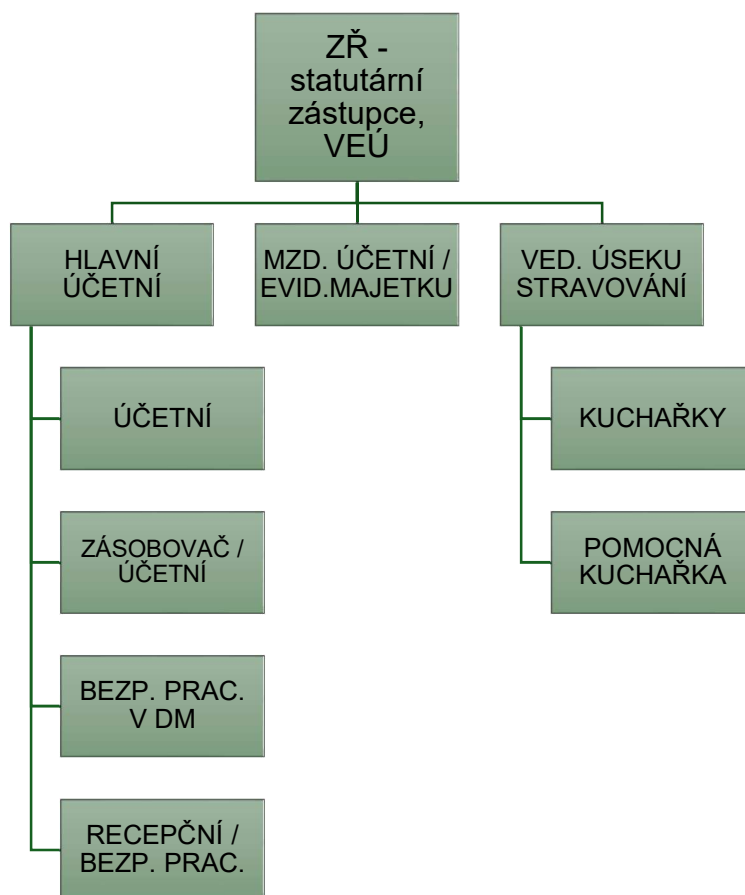 ZŘ -
statutární
zástupce,
VEÚ
HLAVNÍ
ÚČETNÍ
MZD. ÚČETNÍ /
EVID.MAJETKU
VED. ÚSEKU
STRAVOVÁNÍ
ÚČETNÍ
ZÁSOBOVAČ /
ÚČETNÍ
BEZP. PRAC.
V DM
RECEPČNÍ /
BEZP. PRAC.
KUCHAŘKY
POMOCNÁ
KUCHAŘKA